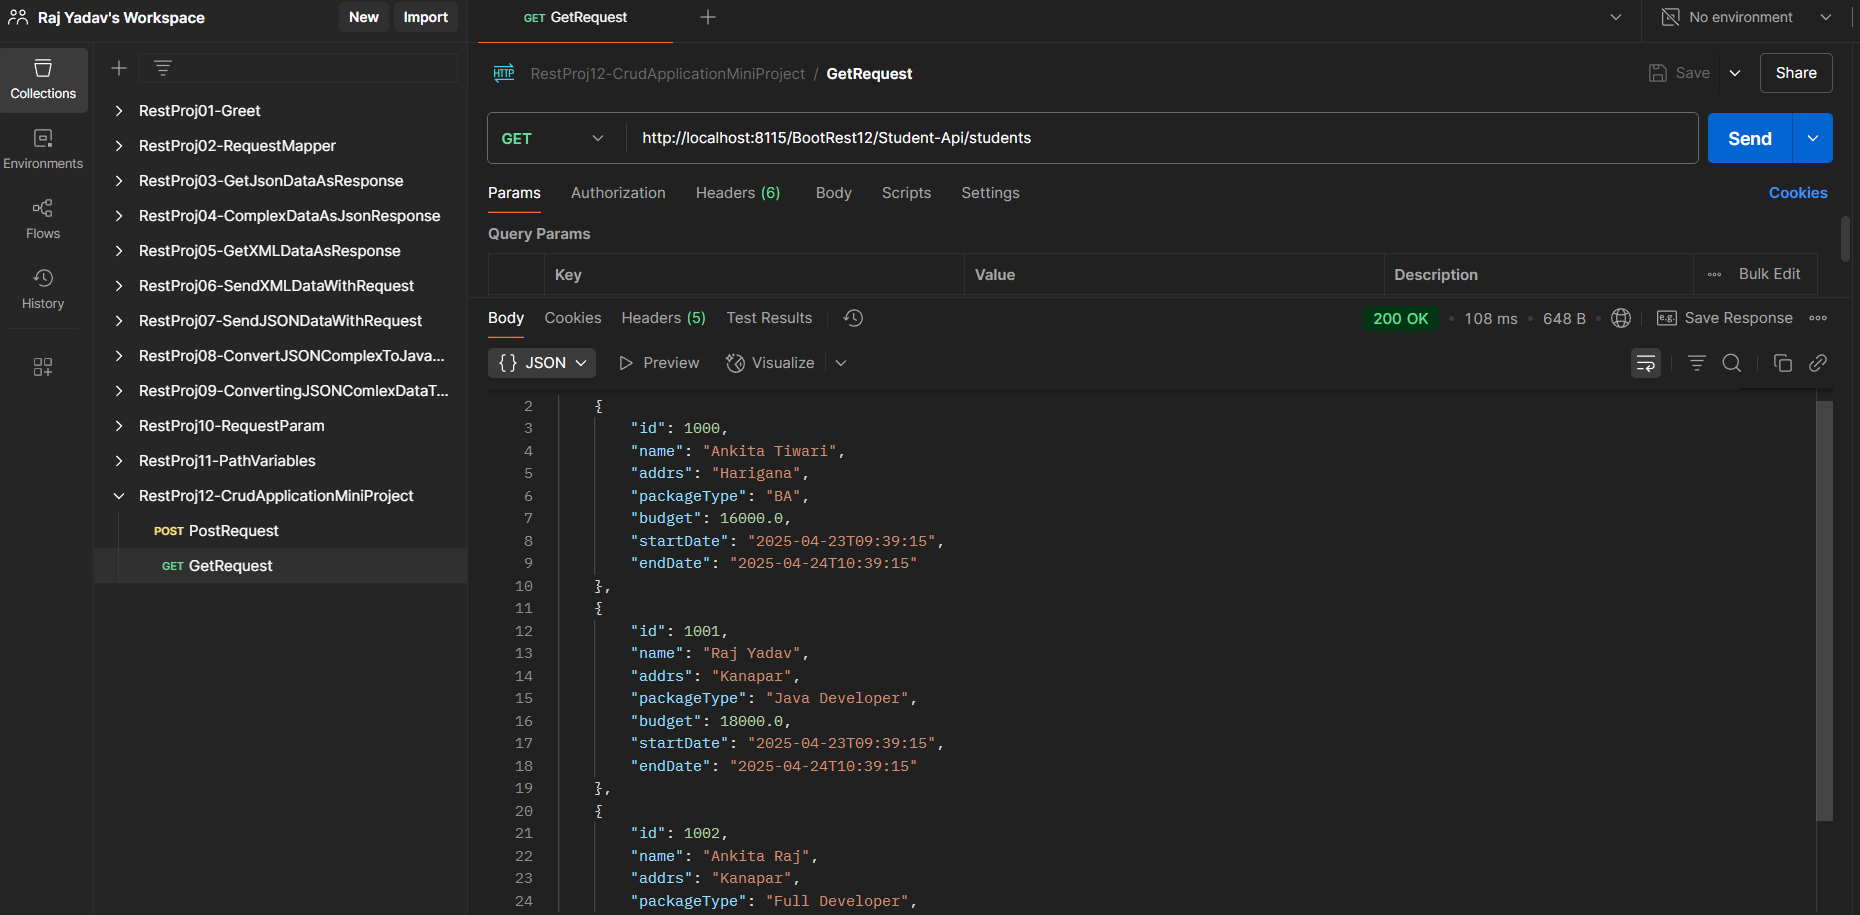 Raj Yadav's Workspace
New
Import
GET GetRequest
No environment
Collections
Environments
Flows
History
RestProj01-Greet
RestProj02-RequestMapper
RestProj03-GetJsonDataAsResponse
RestProj04-ComplexDataAsJsonResponse
RestProj05-GetXMLDataAsResponse
RestProj06-SendXMLDataWithRequest
RestProj07-SendJSONDataWithRequest
RestProj08-ConvertJSONComplexToJava...
RestProj09-ConvertingJSONComlexDataT...
RestProj10-RequestParam
RestProj11-PathVariables
RestProj12-CrudApplicationMiniProject
POST PostRequest
GET GetRequest
HTTP RestProj12-CrudApplicationMiniProject / GetRequest
Save
Share
GET
http://localhost:8115/BootRest12/Student-Api/students
Send
Params Authorization Headers (6) Body Scripts Settings
Cookies
Query Params
Key Value Description ••• Bulk Edit
Body Cookies Headers (5) Test Results
200 OK • 108 ms • 648 B •
e.g. Save Response
{} JSON Preview Visualize
2 {
3 "id": 1000,
4 "name": "Ankita Tiwari",
5 "addrs": "Harigana",
6 "packageType": "BA",
7 "budget": 16000.0,
8 "startDate": "2025-04-23T09:39:15",
9 "endDate": "2025-04-24T10:39:15"
10 },
11 {
12 "id": 1001,
13 "name": "Raj Yadav",
14 "addrs": "Kanapar",
15 "packageType": "Java Developer",
16 "budget": 18000.0,
17 "startDate": "2025-04-23T09:39:15",
18 "endDate": "2025-04-24T10:39:15"
19 },
20 {
21 "id": 1002,
22 "name": "Ankita Raj",
23 "addrs": "Kanapar",
24 "packageType": "Full Developer",